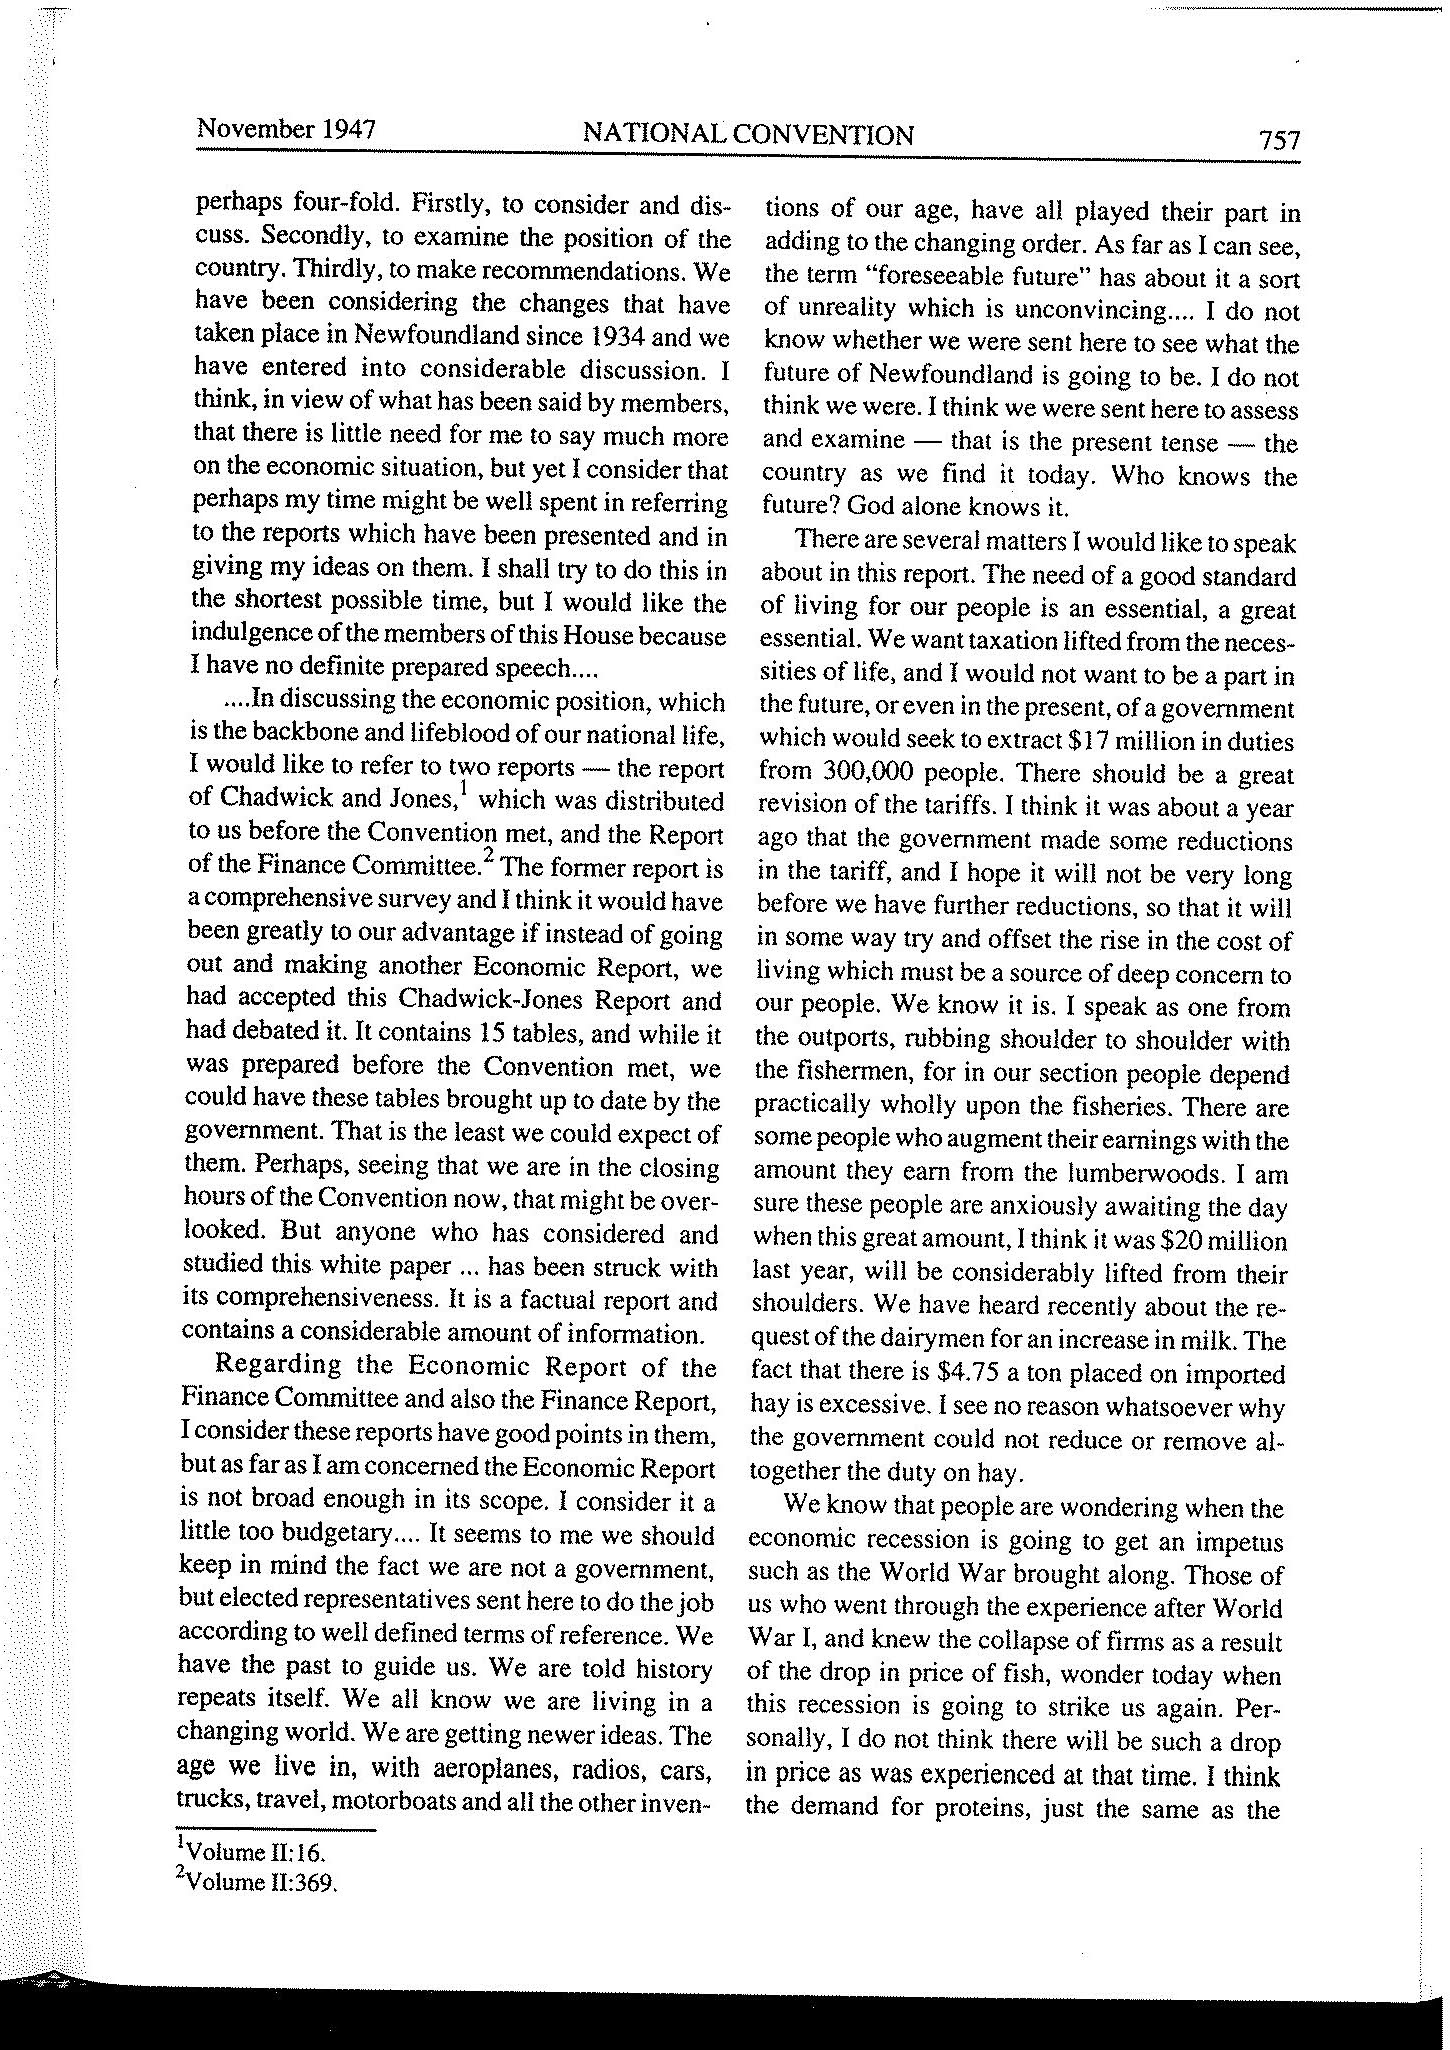 November 1947 NATIONAL CONVENTION 757
perhaps four-fold. Firstly, to consider and dis-
cuss. Secondly, to examine the position of the
country. Thirdly, to make recommendations. We
have been considering the changes that have
taken place in Newfoundland since 1934 and we
have entered into considerable discussion. I
think, in view of what has been said by members,
that there is little need for me to say much more
on the economic situation, but yet I consider that
perhaps my time might be well spent in referring
to the reports which have been presented and in
giving my ideas on them. I shall try to do this in
the shortest possible time, but I would like the
indulgence of the members of this House because
I have no definite prepared speech....
....In discussing the economic position, which
is the backbone and lifeblood of our national life,
I would like to refer to two reports — the report
of Chadwick and Jones,1 which was distributed
to us before the Convention met, and the Report
of the Finance Committee.2 The former report is
a comprehensive survey and I think it would have
been greatly to our advantage if instead of going
out and making another Economic Report, we
had accepted this Chadwick-Jones Report and
had debated it. It contains 15 tables, and while it
was prepared before the Convention met, we
could have these tables brought up to date by the
government. That is the least we could expect of
them. Perhaps, seeing that we are in the closing
hours of the Convention now, that might be over-
looked. But anyone who has considered and
studied this white paper ... has been struck with
its comprehensiveness. It is a factual report and
contains a considerable amount of information.
Regarding the Economic Report of the
Finance Committee and also the Finance Report,
I consider these reports have good points in them,
but as far as I am concerned the Economic Report
is not broad enough in its scope. I consider it a
little too budgetary.... It seems to me we should
keep in mind the fact we are not a government,
but elected representatives sent here to do the job
according to well defined terms of reference. We
have the past to guide us. We are told history
repeats itself. We all know we are living in a
changing world. We are getting newer ideas. The
age we live in, with aeroplanes, radios, cars,
trucks, travel, motorboats and all the other inven-
1Volume II:16.
2Volume II:369.
tions of our age, have all played their part in
adding to the changing order. As far as I can see,
the term "foreseeable future" has about it a sort
of unreality which is unconvincing.... I do not
know whether we were sent here to see what the
future of Newfoundland is going to be. I do not
think we were. I think we were sent here to assess
and examine — that is the present tense — the
country as we find it today. Who knows the
future? God alone knows it.
There are several matters I would like to speak
about in this report. The need of a good standard
of living for our people is an essential, a great
essential. We want taxation lifted from the neces-
sities of life, and I would not want to be a part in
the future, or even in the present, of a government
which would seek to extract $17 million in duties
from 300,000 people. There should be a great
revision of the tariffs. I think it was about a year
ago that the government made some reductions
in the tariff, and I hope it will not be very long
before we have further reductions, so that it will
in some way try and offset the rise in the cost of
living which must be a source of deep concern to
our people. We know it is. I speak as one from
the outports, rubbing shoulder to shoulder with
the fishermen, for in our section people depend
practically wholly upon the fisheries. There are
some people who augment their earnings with the
amount they earn from the lumberwoods. I am
sure these people are anxiously awaiting the day
when this great amount, I think it was $20 million
last year, will be considerably lifted from their
shoulders. We have heard recently about the re-
quest of the dairymen for an increase in milk. The
fact that there is $4.75 a ton placed on imported
hay is excessive. I see no reason whatsoever why
the government could not reduce or remove al-
together the duty on hay.
We know that people are wondering when the
economic recession is going to get an impetus
such as the World War brought along. Those of
us who went through the experience after World
War I, and knew the collapse of firms as a result
of the drop in price of fish, wonder today when
this recession is going to strike us again. Per-
sonally, I do not think there will be such a drop
in price as was experienced at that time. I think
the demand for proteins, just the same as the